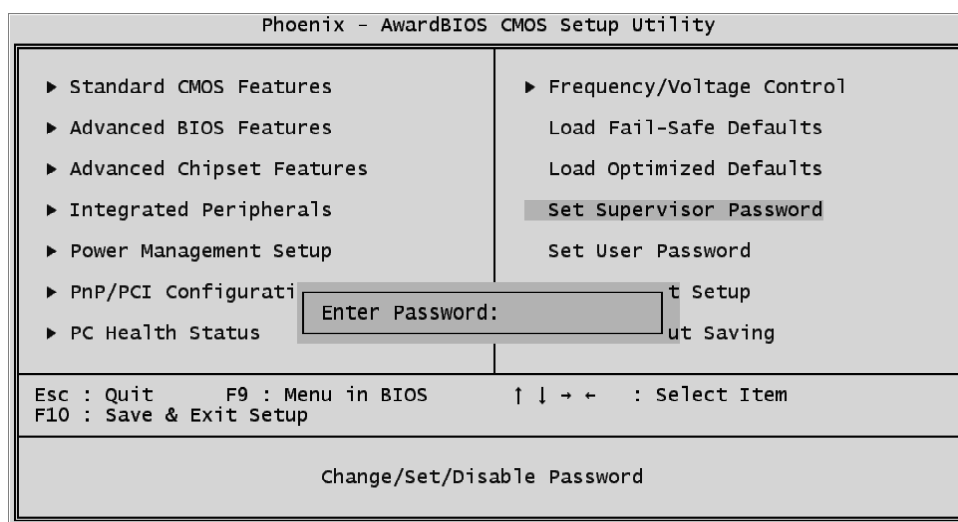 Phoenix - AwardBIOS CMOS Setup Utility
▶ Standard CMOS Features
▶ Advanced BIOS Features
▶ Advanced Chipset Features
▶ Integrated Peripherals
▶ Power Management Setup
▶ PnP/PCI Configurati
▶ PC Health Status
▶ Frequency/Voltage Control
Load Fail-Safe Defaults
Load Optimized Defaults
Set Supervisor Password
Set User Password
t Setup
ut Saving
Enter Password:
Esc : Quit F9 : Menu in BIOS ↑ ↓ → ← : Select Item
F10 : Save & Exit Setup
Change/Set/Disable Password